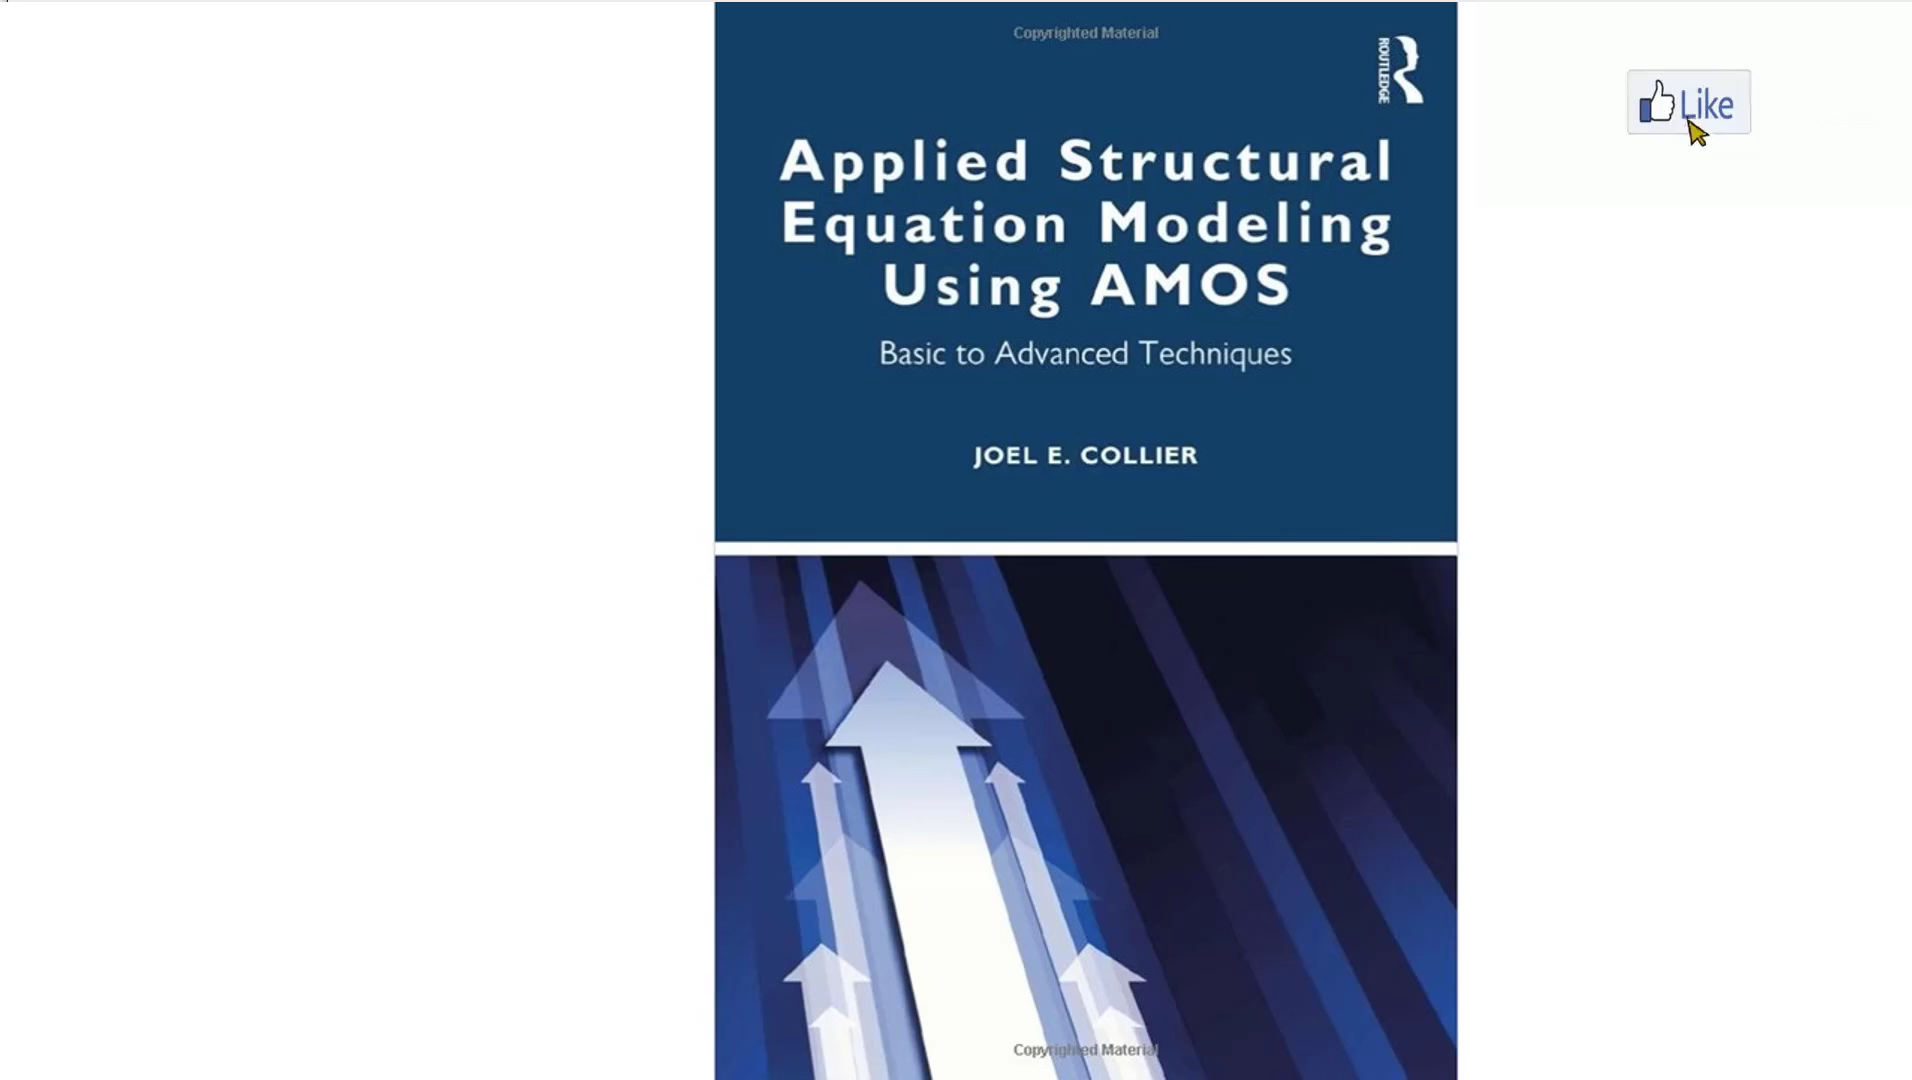 Copyrighted Material
ROUTLEDGE
Like
Applied Structural
Equation Modeling
Using AMOS
Basic to Advanced Techniques
JOEL E. COLLIER
Copyrighted Material